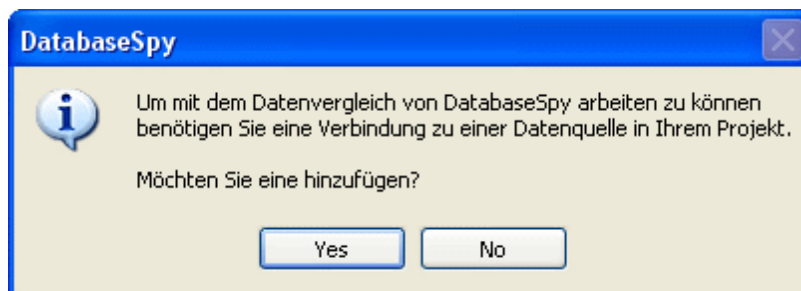 DatabaseSpy
Um mit dem Datenvergleich von DatabaseSpy arbeiten zu können
benötigen Sie eine Verbindung zu einer Datenquelle in Ihrem Projekt.
Möchten Sie eine hinzufügen?
Yes
No